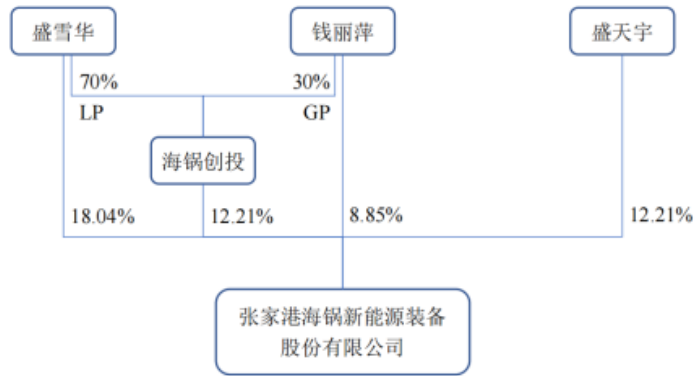 盛雪华
钱丽萍
盛天宇
70%
30%
LP
GP
海锅创投
18.04%
12.21%
8.85%
12.21%
张家港海锅新能源装备
股份有限公司